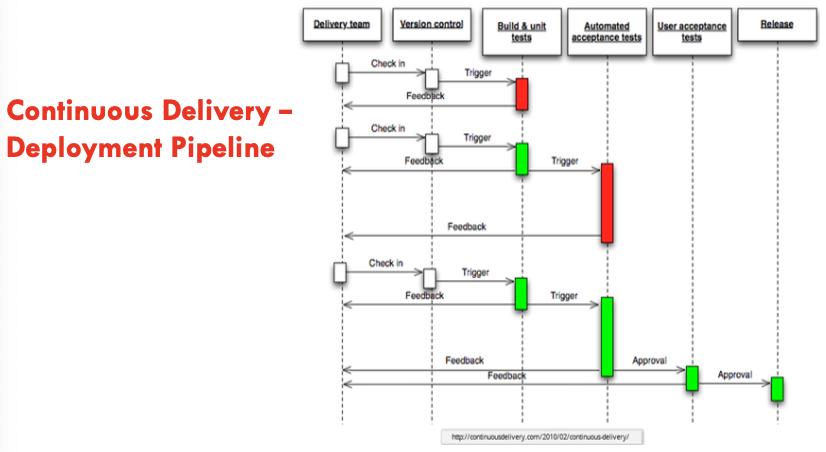 Continuous Delivery –
Deployment Pipeline
Delivery team
Version control
Build & unit
tests
Automated
acceptance tests
User acceptance
tests
Release
Check in
Trigger
Feedback
Check in
Trigger
Feedback
Trigger
Feedback
Check in
Trigger
Feedback
Trigger
Feedback
Approval
Feedback
Approval
http://continuousdelivery.com/2010/02/continuous-delivery/